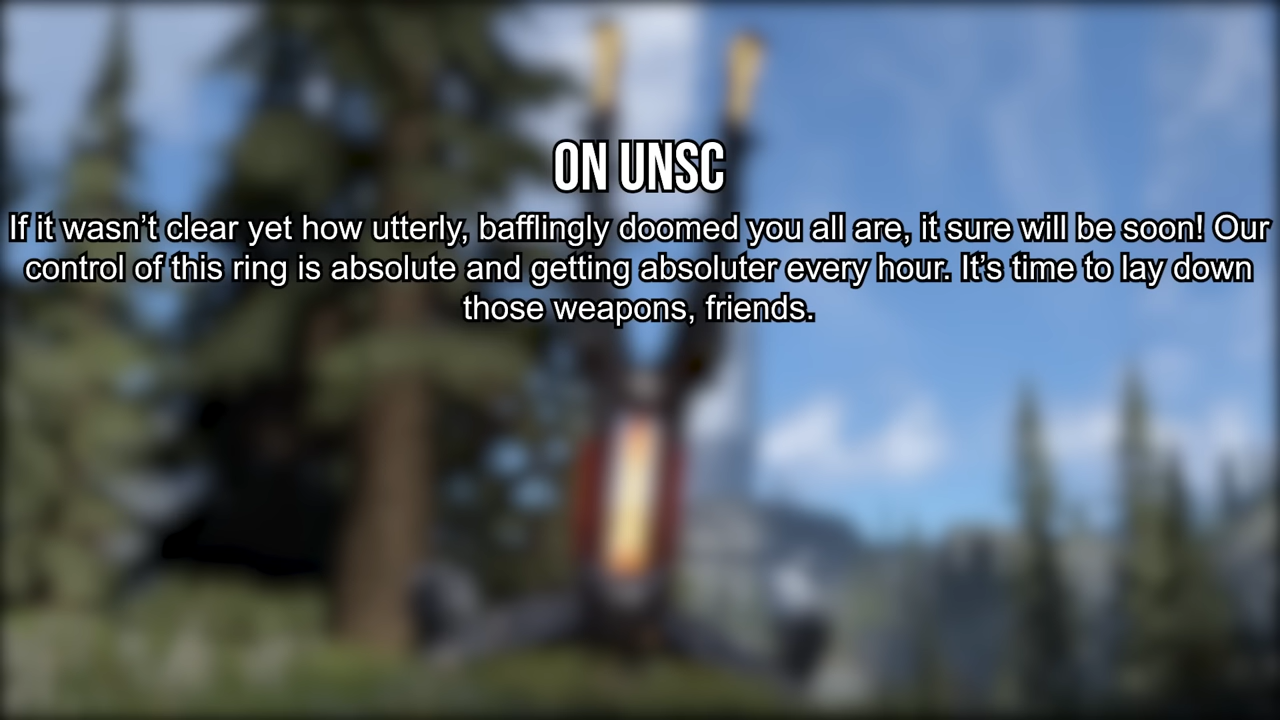 ON UNSC
If it wasn’t clear yet how utterly, bafflingly doomed you all are, it sure will be soon! Our
control of this ring is absolute and getting absoluter every hour. It’s time to lay down
those weapons, friends.